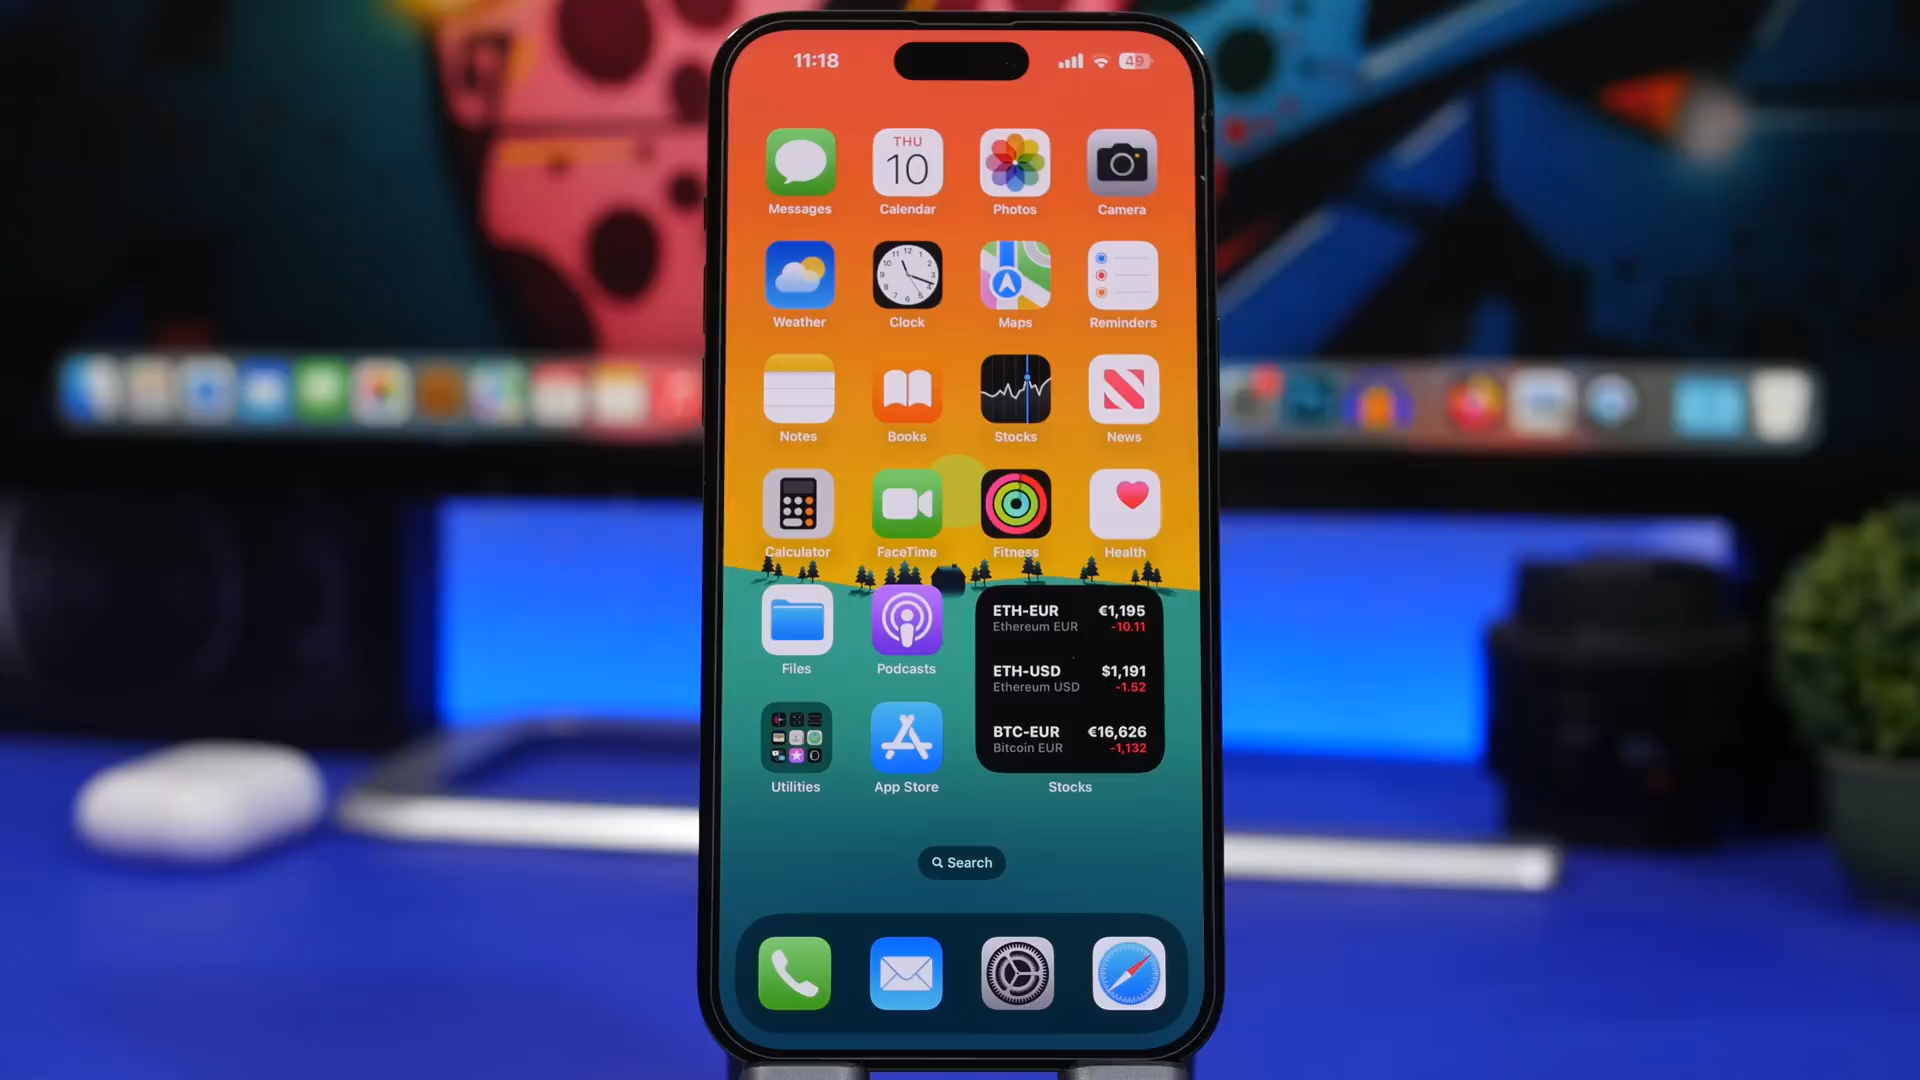 11:18
49
THU
10
Messages
Calendar
Photos
Camera
Weather
Clock
Maps
Reminders
Notes
Books
Stocks
News
Calculator
FaceTime
Fitness
Health
ETH-EUR €1,195
Ethereum EUR -10.11
ETH-USD $1,191
Ethereum USD -1.52
BTC-EUR €16,626
Bitcoin EUR -1,132
Files
Podcasts
Utilities
App Store
Stocks
Search